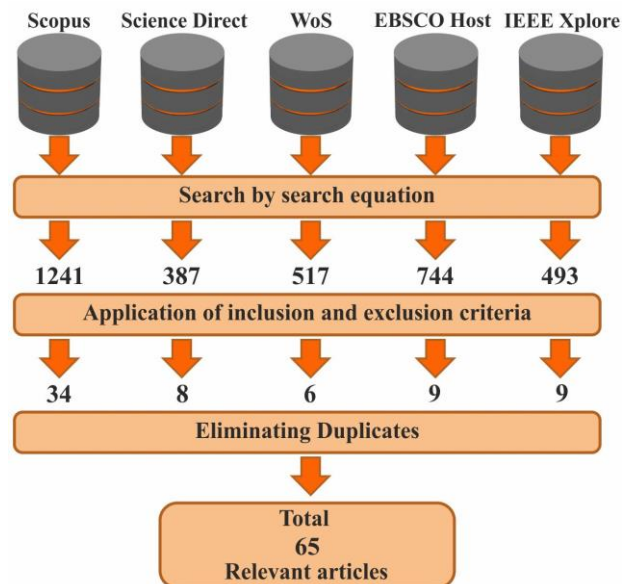 Scopus Science Direct WoS EBSCO Host IEEE Xplore
Search by search equation
1241 387 517 744 493
Application of inclusion and exclusion criteria
34 8 6 9 9
Eliminating Duplicates
Total
65
Relevant articles